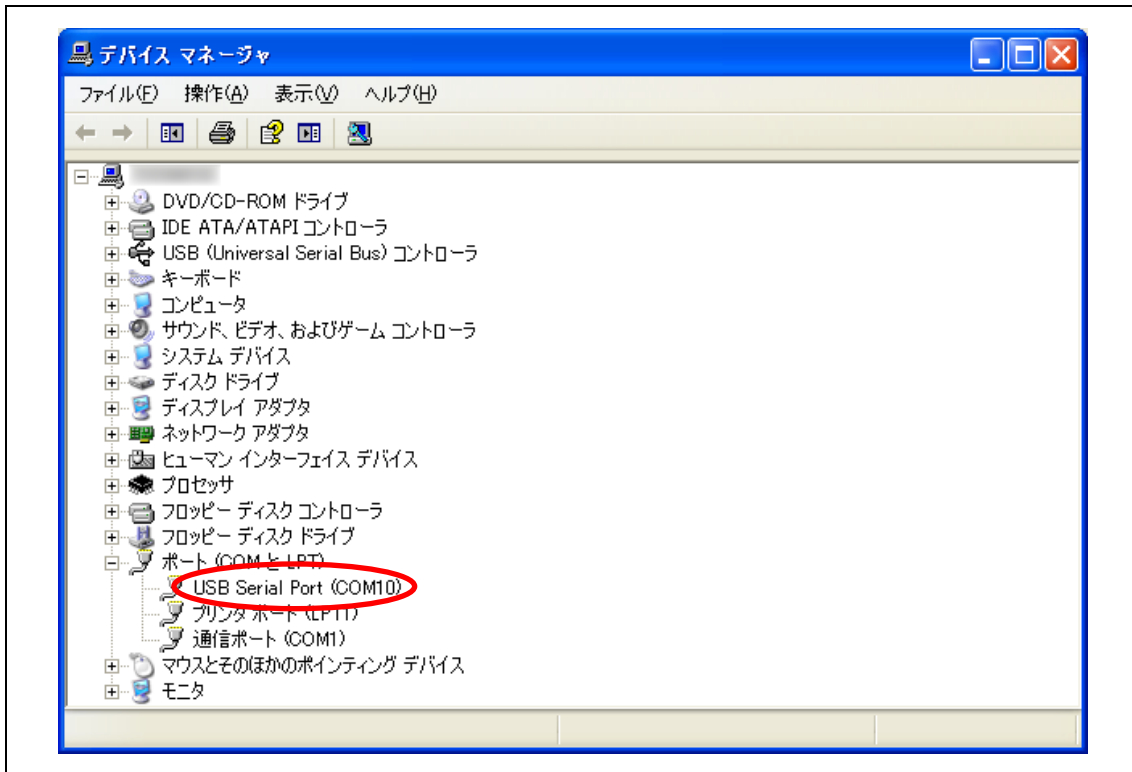 デバイス マネージャ
ファイル(F) 操作(A) 表示(V) ヘルプ(H)
DVD/CD-ROM ドライブ
IDE ATA/ATAPI コントローラ
USB (Universal Serial Bus) コントローラ
キーボード
コンピュータ
サウンド、ビデオ、およびゲーム コントローラ
システム デバイス
ディスク ドライブ
ディスプレイ アダプタ
ネットワーク アダプタ
ヒューマン インターフェイス デバイス
プロセッサ
フロッピー ディスク コントローラ
フロッピー ディスク ドライブ
ポート (COM と LPT)
USB Serial Port (COM10)
プリンタ ポート (LPT1)
通信ポート (COM1)
マウスとそのほかのポインティング デバイス
モニタ